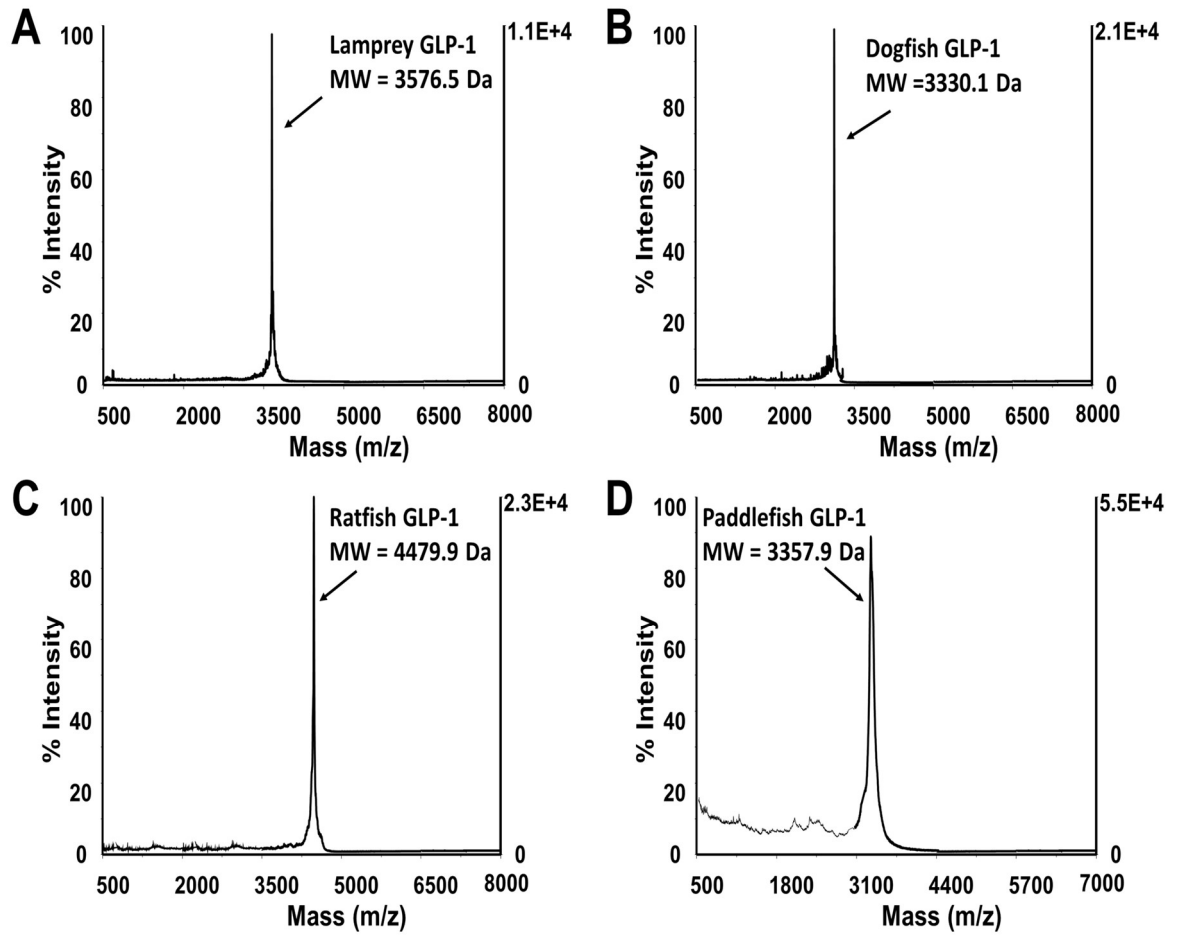 A
100
80
60
40
20
0
% Intensity
Lamprey GLP-1
MW = 3576.5 Da
1.1E+4
0
500 2000 3500 5000 6500 8000
Mass (m/z)
B
100
80
60
40
20
0
% Intensity
Dogfish GLP-1
MW =3330.1 Da
2.1E+4
0
500 2000 3500 5000 6500 8000
Mass (m/z)
C
100
80
60
40
20
0
% Intensity
Ratfish GLP-1
MW = 4479.9 Da
2.3E+4
0
500 2000 3500 5000 6500 8000
Mass (m/z)
D
100
80
60
40
20
0
% Intensity
Paddlefish GLP-1
MW = 3357.9 Da
5.5E+4
0
500 1800 3100 4400 5700 7000
Mass (m/z)